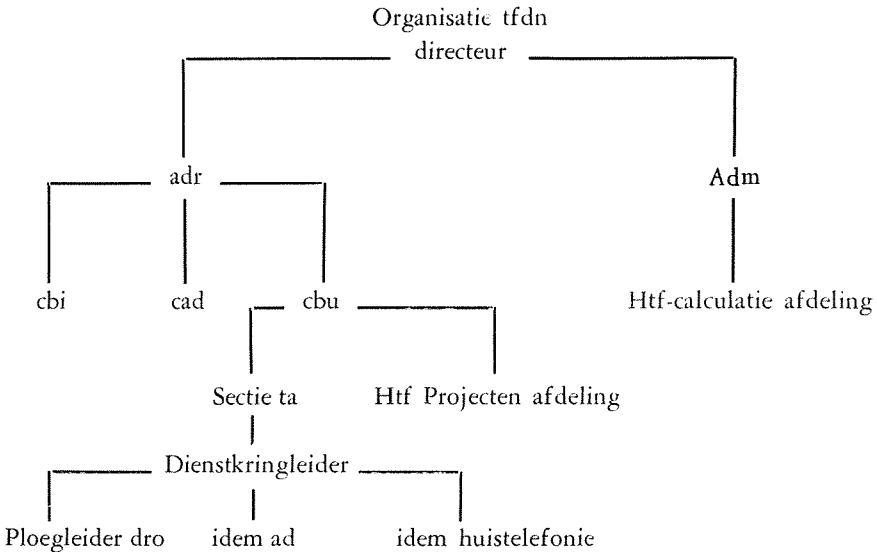 Organisatie tfdn
directeur
adr
Adm
cbi
cad
cbu
Htf-calculatie afdeling
Sectie ta
Htf Projecten afdeling
Dienstkringleider
Ploegleider dro
idem ad
idem huistelefonie